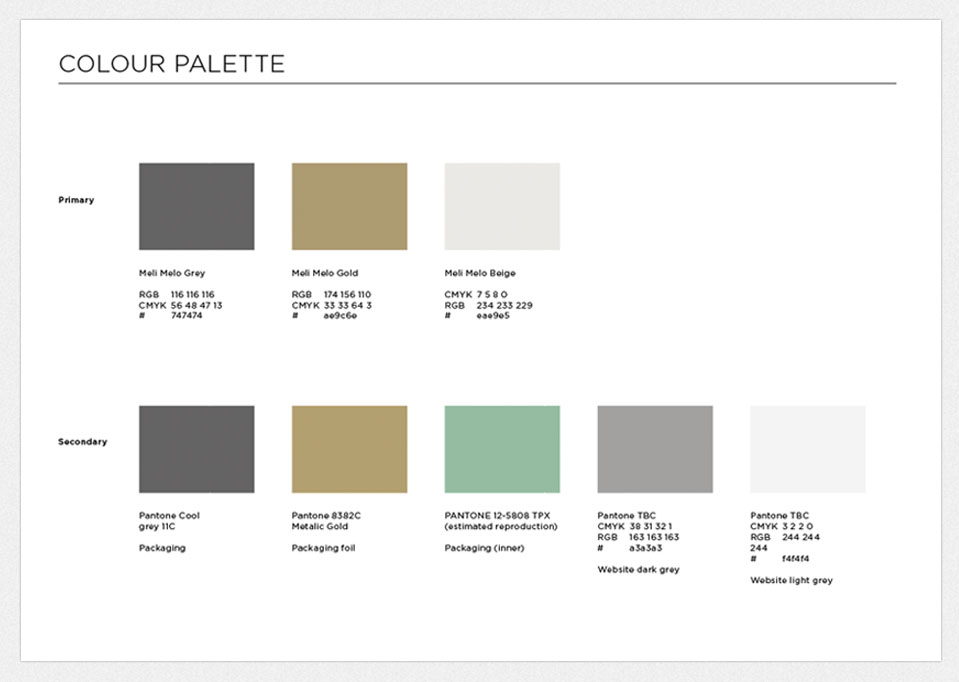 COLOUR PALETTE
Primary
Meli Melo Grey
RGB 116 116 116
CMYK 56 48 47 13
# 747474
Meli Melo Gold
RGB 174 156 110
CMYK 33 33 64 3
# ae9c6e
Meli Melo Beige
CMYK 7 5 8 0
RGB 234 233 229
# eae9e5
Secondary
Pantone Cool
grey 11C
Packaging
Pantone 8382C
Metalic Gold
Packaging foil
PANTONE 12-5808 TPX
(estimated reproduction)
Packaging (inner)
Pantone TBC
CMYK 38 31 32 1
RGB 163 163 163
# a3a3a3
Website dark grey
Pantone TBC
CMYK 3 2 2 0
RGB 244 244
244
# f4f4f4
Website light grey